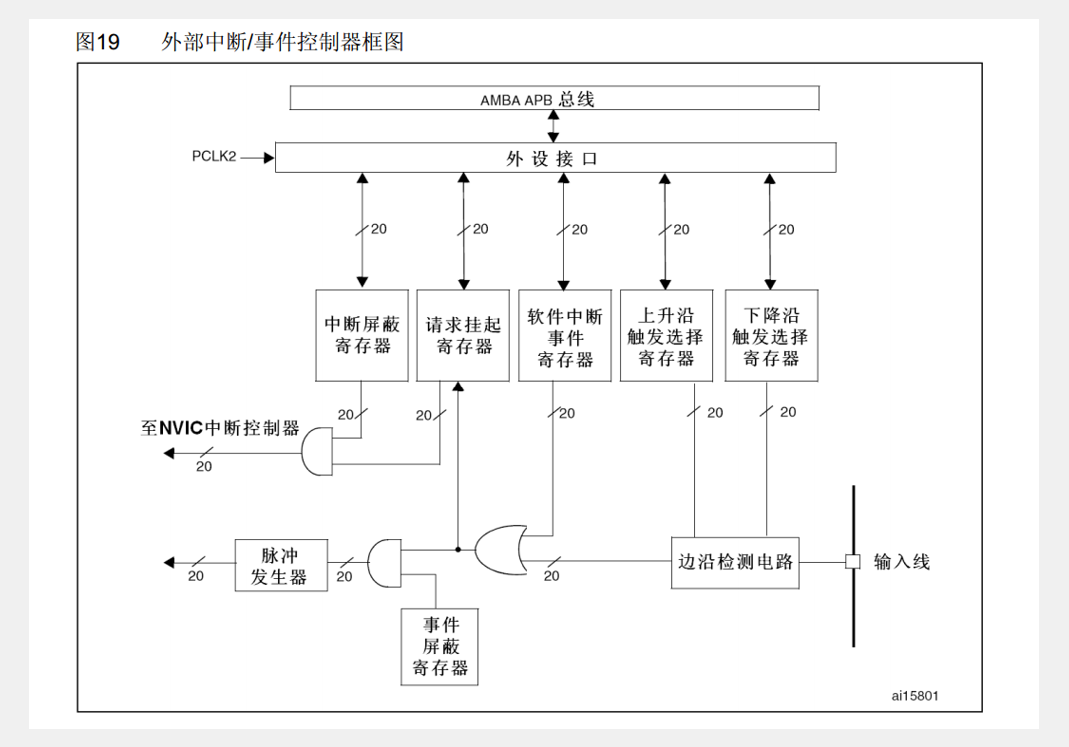 图19 外部中断/事件控制器框图
AMBA APB 总线
PCLK2
外设接口
20
20
20
20
20
中断屏蔽
寄存器
请求挂起
寄存器
软件中断
事件
寄存器
上升沿
触发选择
寄存器
下降沿
触发选择
寄存器
20
20
20
20
20
至NVIC中断控制器
20
脉冲
发生器
20
20
20
边沿检测电路
输入线
事件
屏蔽
寄存器
ai15801